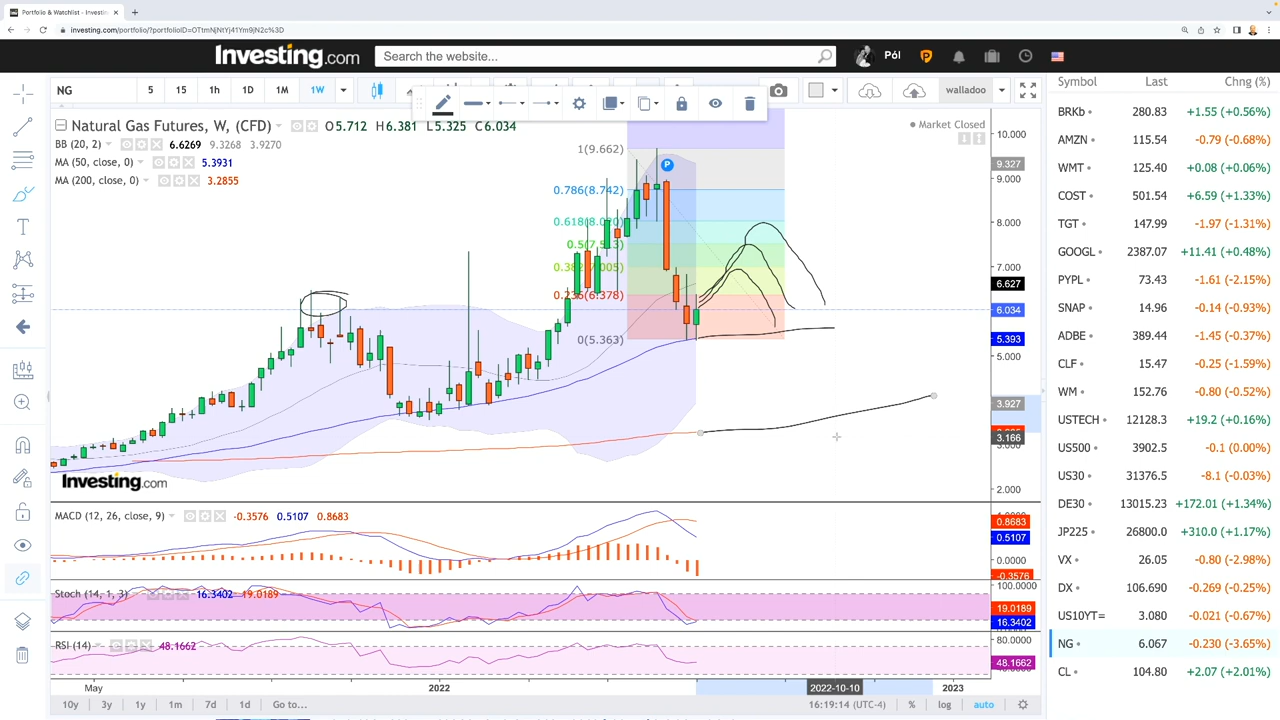 Portfolio & Watchlist - Investin
investing.com/portfolio/?portfolioID=OTtmNjNtYj41Ym9jN2c%3D
Investing.com
Search the website...
Pól
NG
5 15 1h 1D 1M 1W
walladoo
Natural Gas Futures, W, (CFD) O5.712 H6.381 L5.325 C6.034
Market Closed
BB (20, 2) 6.6269 9.3268 3.9270
MA (50, close, 0) 5.3931
MA (200, close, 0) 3.2855
1(9.662)
P
0.786(8.742)
0.5(7.513)
0.236(6.378)
0(5.363)
10.000
9.327
9.000
8.000
7.000
6.627
6.034
5.393
5.000
3.927
3.166
2.000
Investing.com
MACD (12, 26, close, 9) -0.3576 0.5107 0.8683
0.8683
0.5107
0.0000
-0.3576
Stoch (14, 1, 3) 16.3402 19.0189
100.0000
19.0189
16.3402
RSI (14) 48.1662
80.0000
48.1662
May 2022 2022-10-10 2023
10y 3y 1y 1m 7d 1d Go to...
16:19:14 (UTC-4) % log auto
Symbol Last Chng (%)
BRKb 280.83 +1.55 (+0.56%)
AMZN 115.54 -0.79 (-0.68%)
WMT 125.40 +0.08 (+0.06%)
COST 501.54 +6.59 (+1.33%)
TGT 147.99 -1.97 (-1.31%)
GOOGL 2387.07 +11.41 (+0.48%)
PYPL 73.43 -1.61 (-2.15%)
SNAP 14.96 -0.14 (-0.93%)
ADBE 389.44 -1.45 (-0.37%)
CLF 15.47 -0.25 (-1.59%)
WM 152.76 -0.80 (-0.52%)
USTECH 12128.3 +19.2 (+0.16%)
US500 3902.5 -0.1 (0.00%)
US30 31376.5 -8.1 (-0.03%)
DE30 13015.23 +172.01 (+1.34%)
JP225 26800.0 +310.0 (+1.17%)
VX 26.05 -0.80 (-2.98%)
DX 106.690 -0.269 (-0.25%)
US10YT= 3.080 -0.021 (-0.67%)
NG 6.067 -0.230 (-3.65%)
CL 104.80 +2.07 (+2.01%)